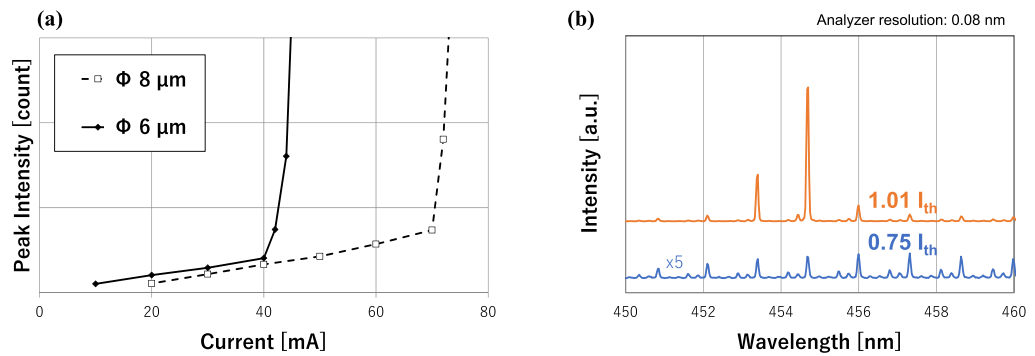 (a)
Peak Intensity [count]
Φ 8 μm
Φ 6 μm
0 20 40 60 80
Current [mA]
(b)
Analyzer resolution: 0.08 nm
Intensity [a.u.]
1.01 Ith
0.75 Ith
x5
450 452 454 456 458 460
Wavelength [nm]